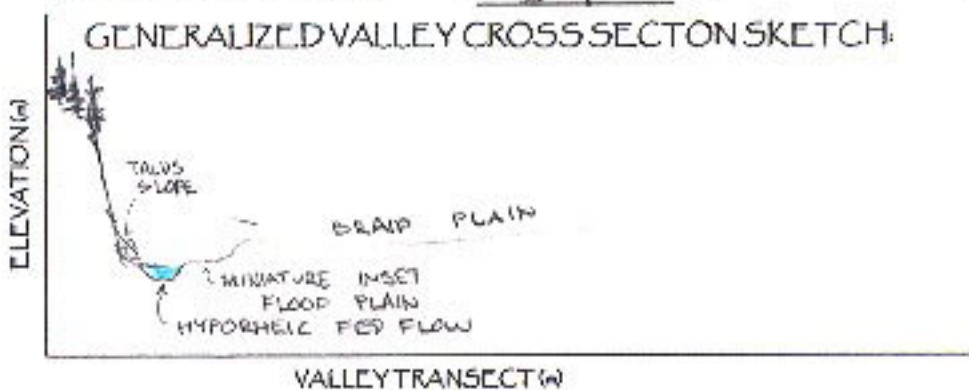 GENERALIZED VALLEY CROSS SECTON SKETCH:
ELEVATION (m)
TALUS
SLOPE
BRAID PLAIN
MINIATURE INSET
FLOOD PLAIN
HYPORHEIC FED FLOW
VALLEY TRANSECT (m)